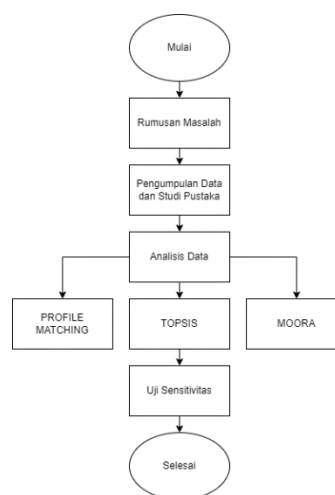 Mulai
Rumusan Masalah
Pengumpulan Data
dan Studi Pustaka
Analisis Data
PROFILE
MATCHING
TOPSIS
MOORA
Uji Sensitivitas
Selesai